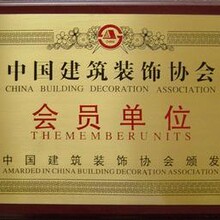 中国建筑装饰协会
CHINA BUILDING DECORATION ASSOCIATION
会员单位
THEMEMBERUNITS
中国建筑装饰协会颁发
AWARDED IN CHINA BUILDING DECORATION ASSOCIATION